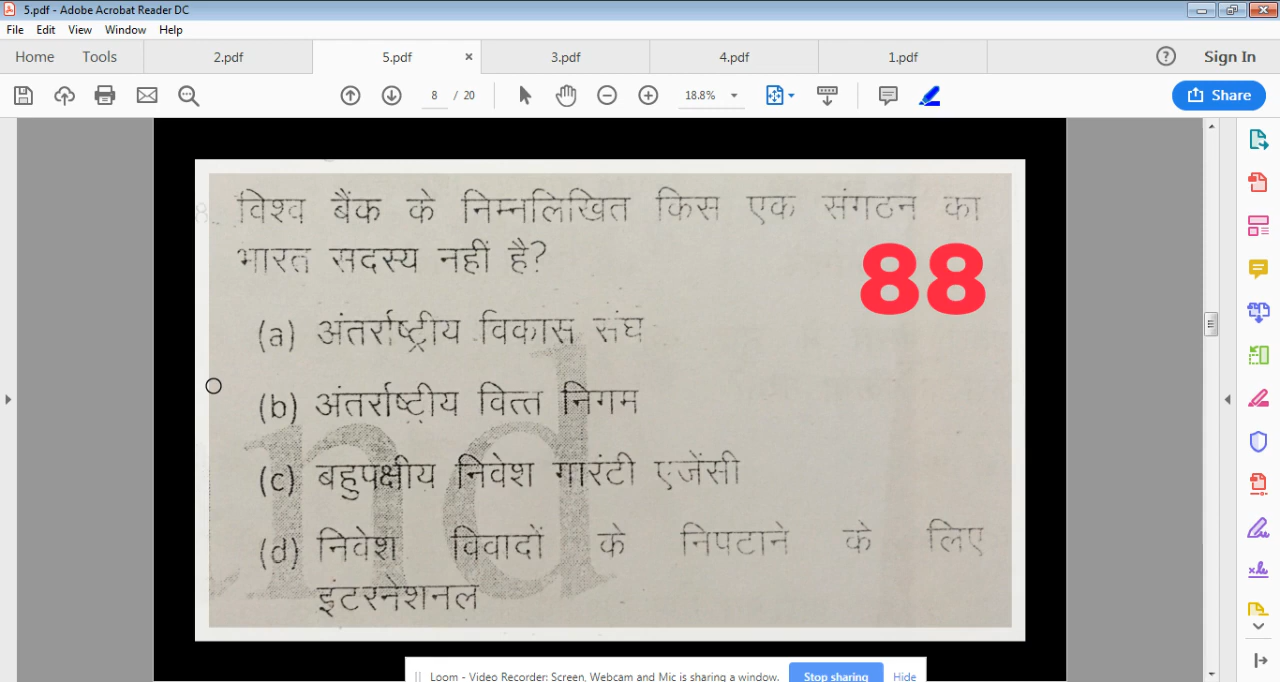 5.pdf - Adobe Acrobat Reader DC
File Edit View Window Help
Home Tools 2.pdf 5.pdf × 3.pdf 4.pdf 1.pdf ? Sign In
8 / 20 18.8% Share
विश्व बैंक के निम्नलिखित किस एक संगठन का
भारत सदस्य नहीं है?
88
(a) अंतर्राष्ट्रीय विकास संघ
(b) अंतर्राष्ट्रीय वित्त निगम
(c) बहुपक्षीय निवेश गारंटी एजेंसी
(d) निवेश विवादों के निपटाने के लिए
इंटरनेशनल
Loom - Video Recorder: Screen, Webcam and Mic is sharing a window. Stop sharing Hide